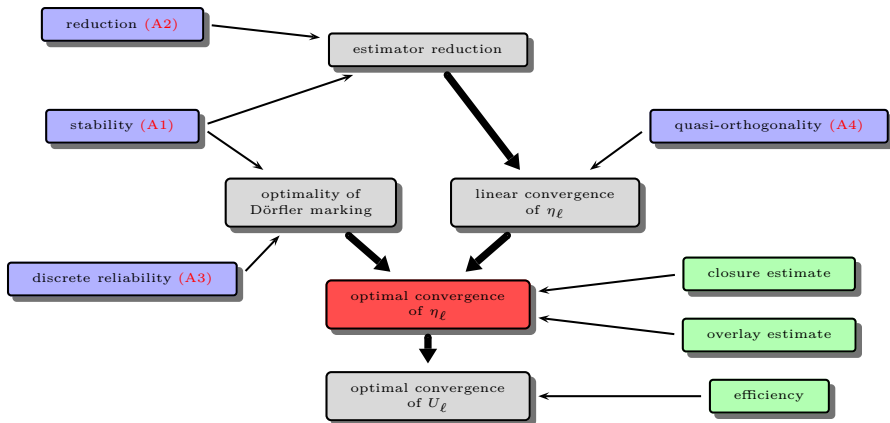 reduction (A2)
estimator reduction
stability (A1)
quasi-orthogonality (A4)
optimality of
Dörfler marking
linear convergence
of ηℓ
discrete reliability (A3)
closure estimate
optimal convergence
of ηℓ
overlay estimate
optimal convergence
of Uℓ
efficiency